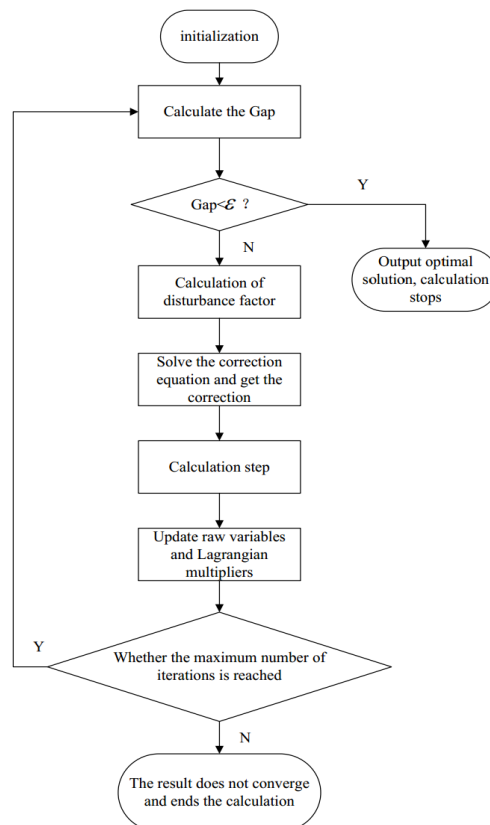 initialization
Calculate the Gap
Gap<ε ?
Y
N
Output optimal
solution, calculation
stops
Calculation of
disturbance factor
Solve the correction
equation and get the
correction
Calculation step
Update raw variables
and Lagrangian
multipliers
Y
Whether the maximum number of
iterations is reached
N
The result does not converge
and ends the calculation